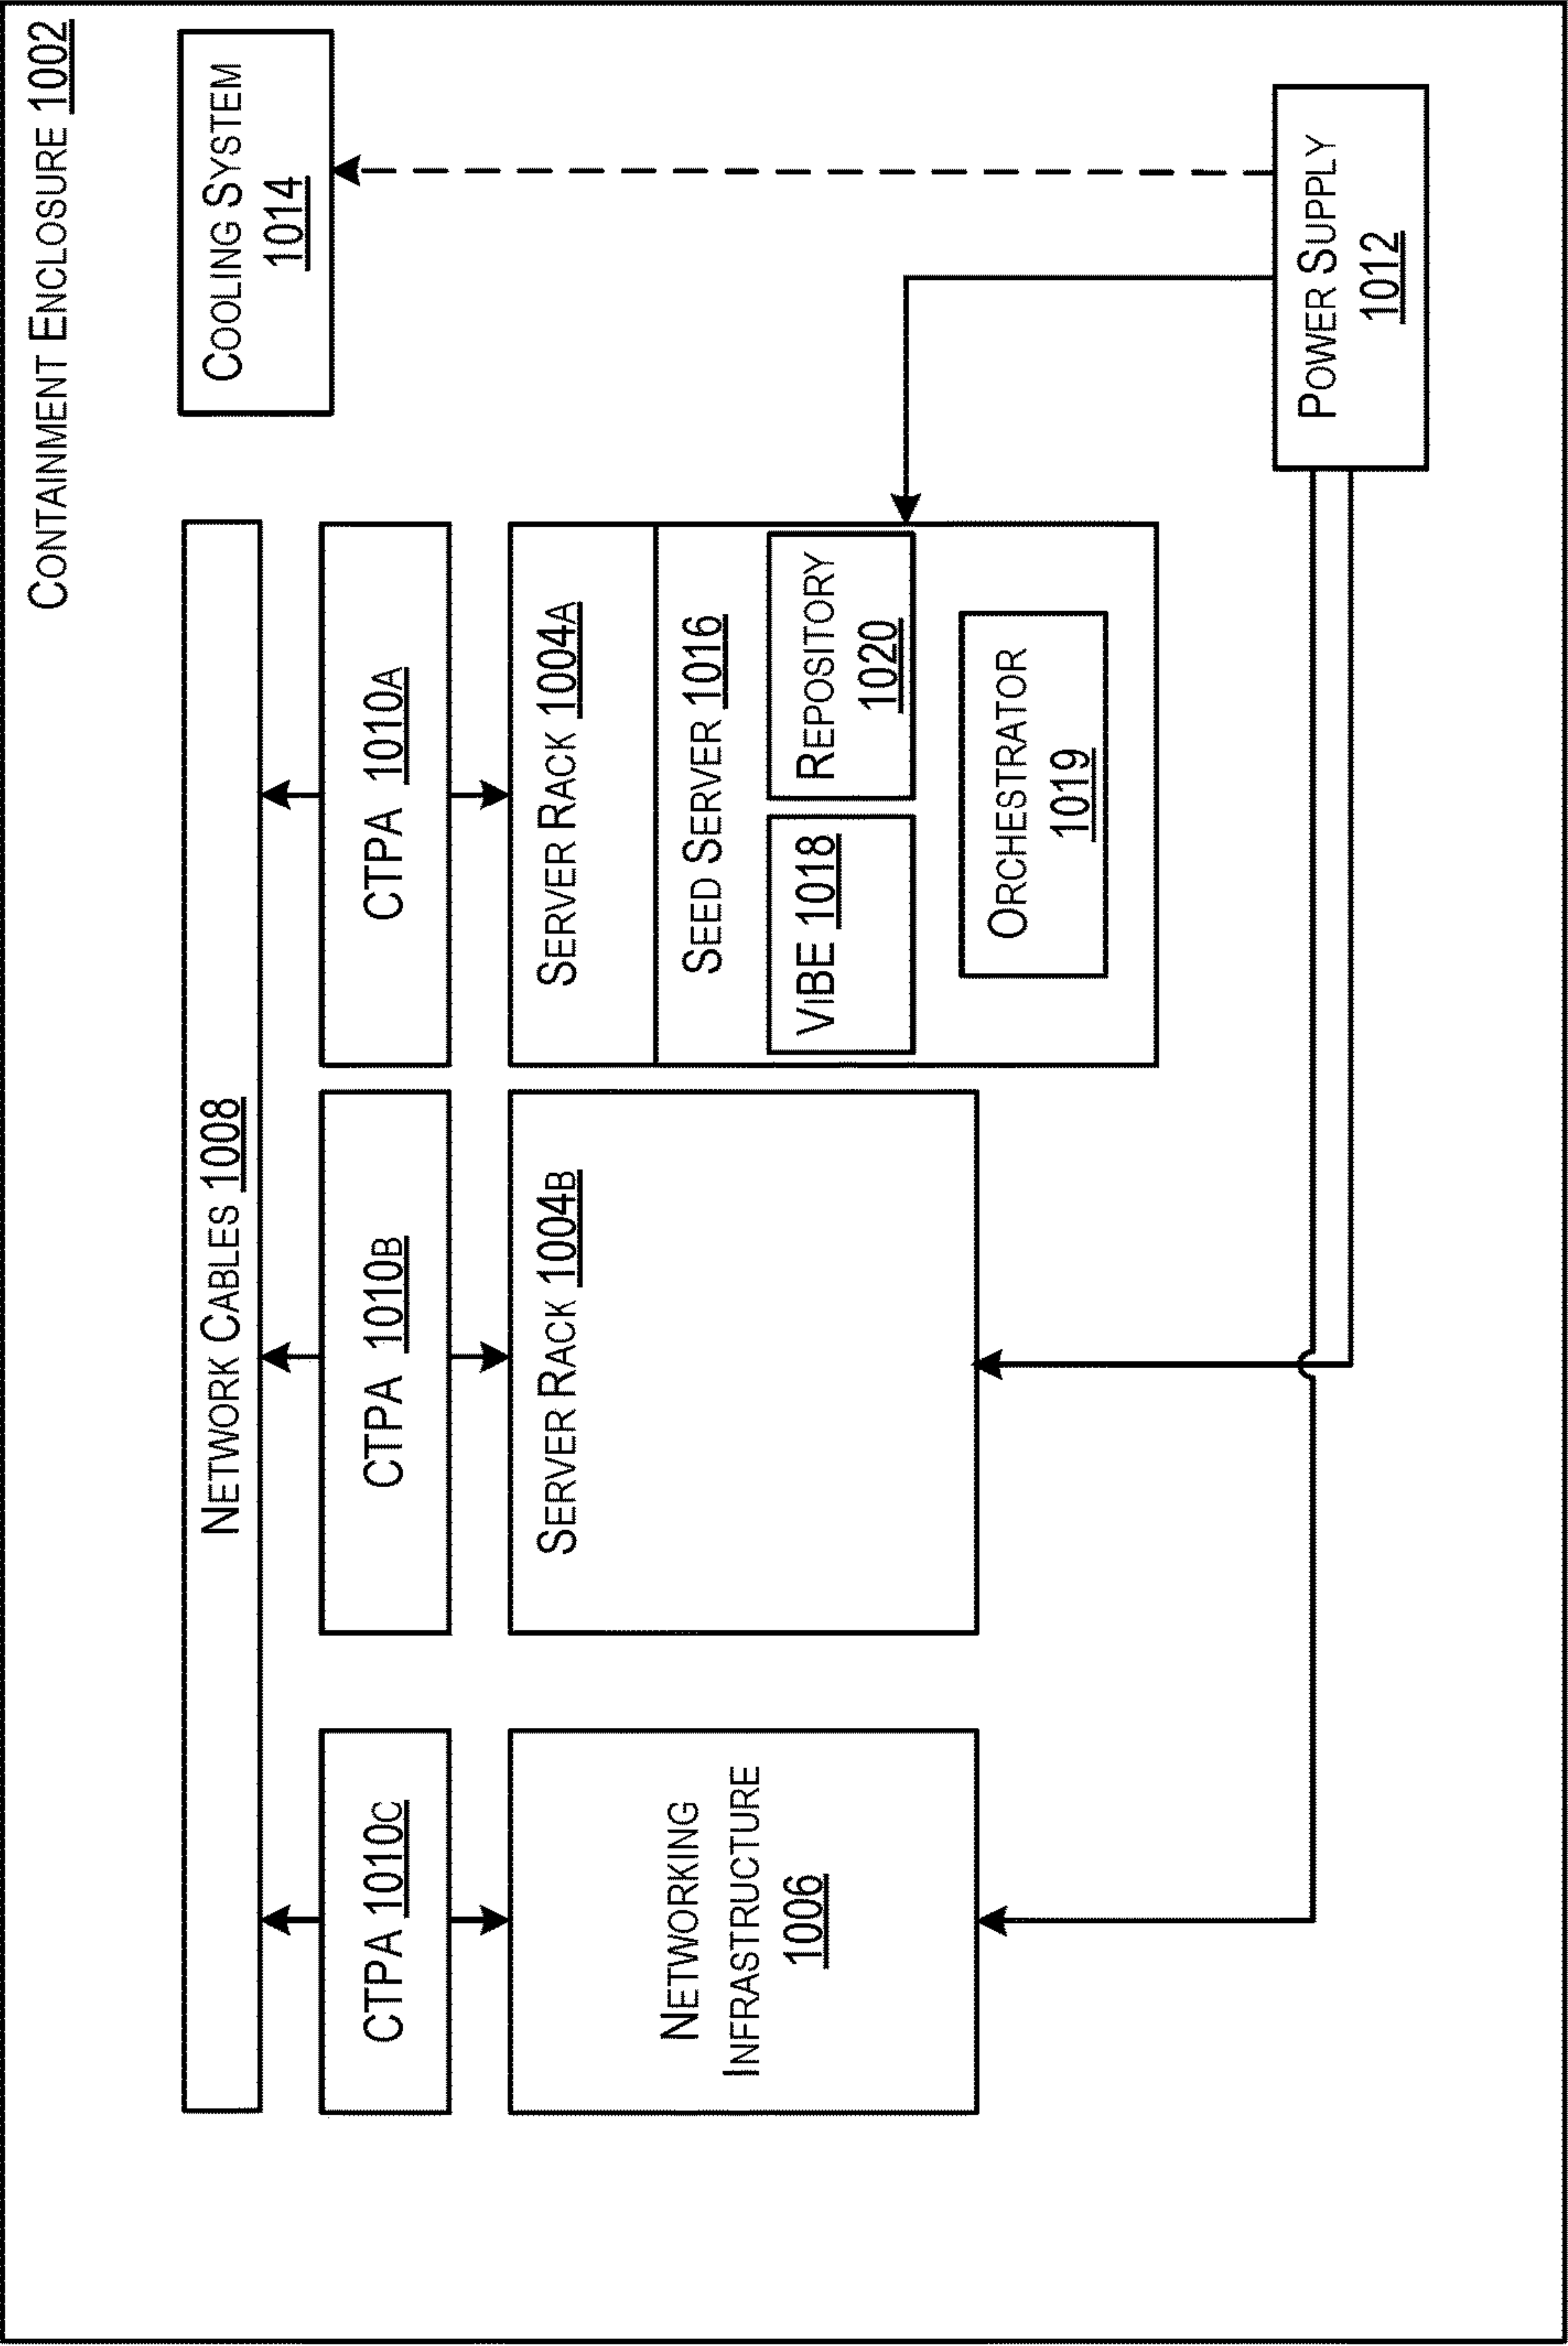 CONTAINMENT ENCLOSURE 1002
NETWORK CABLES 1008
COOLING SYSTEM
1014
CTPA 1010C
CTPA 1010B
CTPA 1010A
NETWORKING
INFRASTRUCTURE
1006
SERVER RACK 1004B
SERVER RACK 1004A
SEED SERVER 1016
VIBE 1018
REPOSITORY
1020
ORCHESTRATOR
1019
POWER SUPPLY
1012